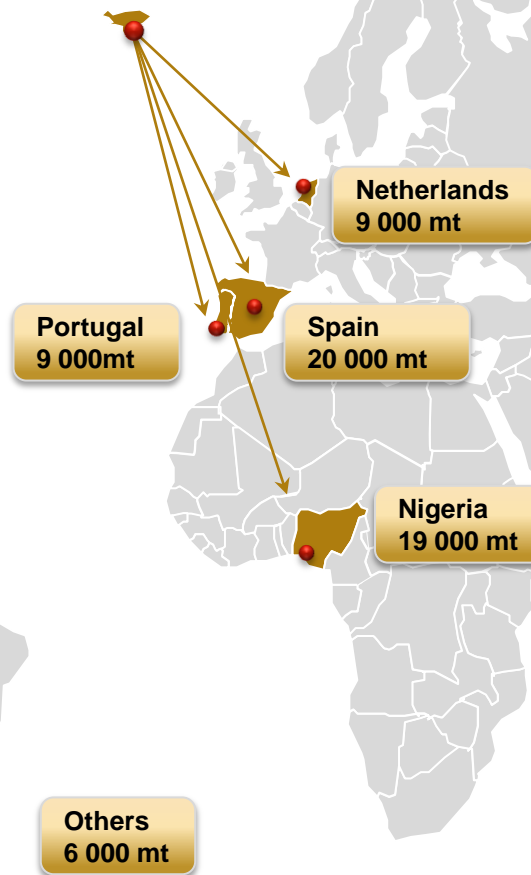 Netherlands
9 000 mt
Portugal
9 000mt
Spain
20 000 mt
Nigeria
19 000 mt
Others
6 000 mt